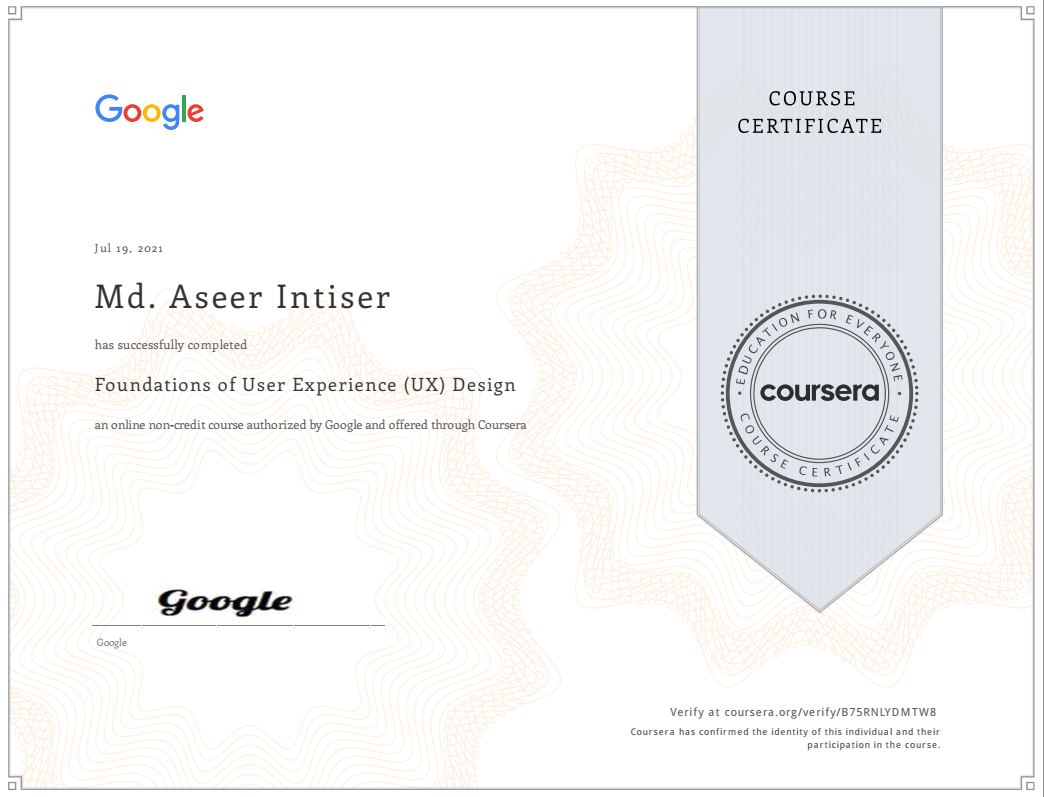 Google
COURSE
CERTIFICATE
Jul 19, 2021
Md. Aseer Intiser
has successfully completed
Foundations of User Experience (UX) Design
an online non-credit course authorized by Google and offered through Coursera
EDUCATION FOR EVERYONE
coursera
COURSE CERTIFICATE
Google
Google
Verify at coursera.org/verify/B75RNLYDMTW8
Coursera has confirmed the identity of this individual and their
participation in the course.